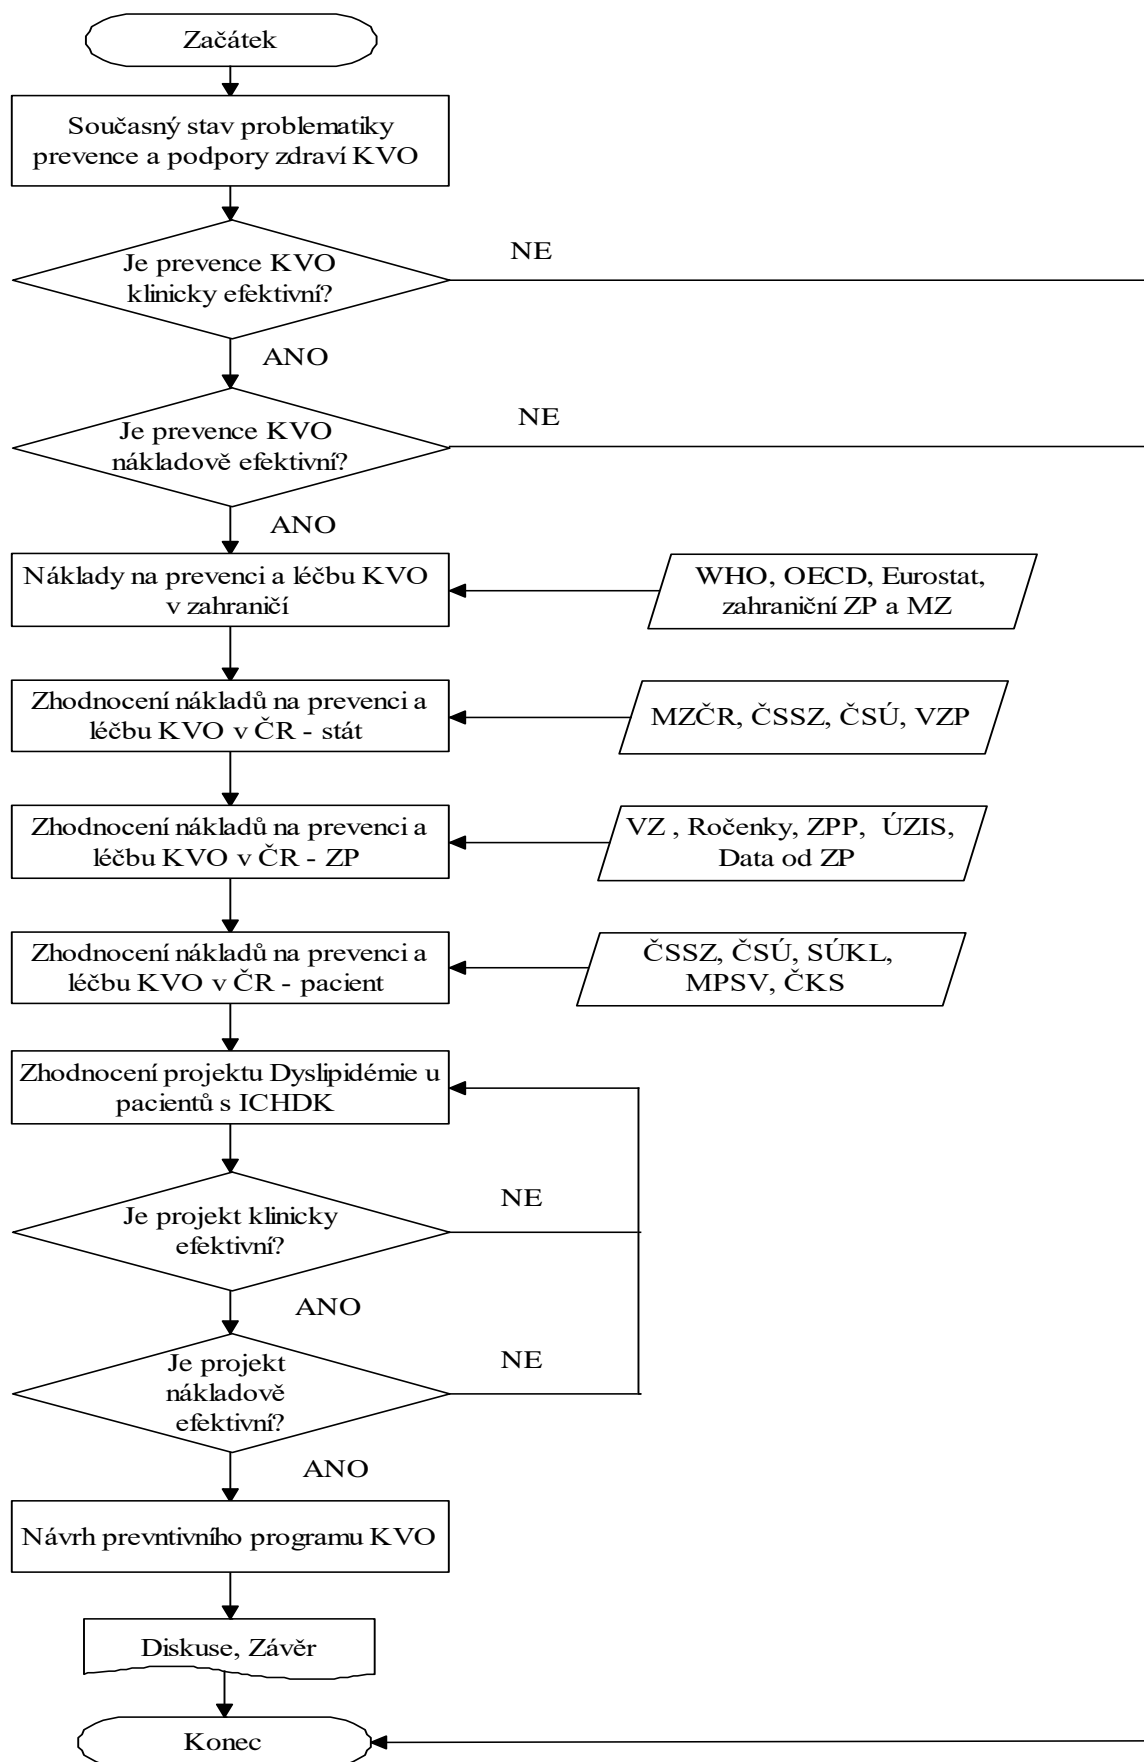 Začátek
Současný stav problematiky
prevence a podpory zdraví KVO
Je prevence KVO
klinicky efektivní?
NE
ANO
Je prevence KVO
nákladově efektivní?
NE
ANO
Náklady na prevenci a léčbu KVO
v zahraničí
WHO, OECD, Eurostat,
zahraniční ZP a MZ
Zhodnocení nákladů na prevenci a
léčbu KVO v ČR - stát
MZČR, ČSSZ, ČSÚ, VZP
Zhodnocení nákladů na prevenci a
léčbu KVO v ČR - ZP
VZ , Ročenky, ZPP, ÚZIS,
Data od ZP
Zhodnocení nákladů na prevenci a
léčbu KVO v ČR - pacient
ČSSZ, ČSÚ, SÚKL,
MPSV, ČKS
Zhodnocení projektu Dyslipidémie u
pacientů s ICHDK
Je projekt klinicky
efektivní?
NE
ANO
Je projekt
nákladově
efektivní?
NE
ANO
Návrh prevntivního programu KVO
Diskuse, Závěr
Konec